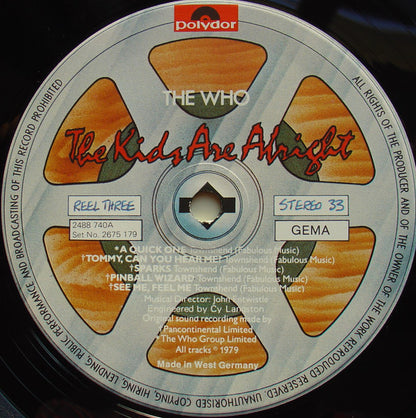 polydor
THE WHO
The Kids Are Alright
REEL THREE
STEREO 33
2488 740A
Set No. 2675 179
GEMA
*A QUICK ONE Townshend (Fabulous Music)
†TOMMY, CAN YOU HEAR ME? Townshend (Fabulous Music)
†SPARKS Townshend (Fabulous Music)
†PINBALL WIZARD Townshend (Fabulous Music)
†SEE ME, FEEL ME Townshend (Fabulous Music)
Musical Director: John Entwistle
Engineered by Cy Langston
Original sound recording made by
*Pancontinental Limited
†The Who Group Limited
All tracks ℗ 1979
Made in West Germany
ALL RIGHTS OF THE PRODUCER AND OF THE OWNER OF THE WORK REPRODUCED RESERVED. UNAUTHORISED COPYING, HIRING, LENDING, PUBLIC PERFORMANCE AND BROADCASTING OF THIS RECORD PROHIBITED